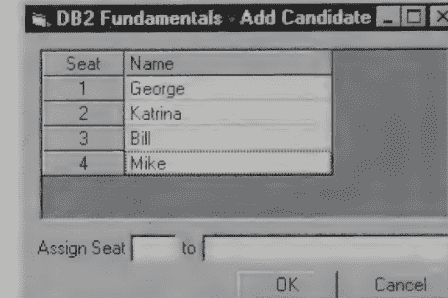 DB2 Fundamentals - Add Candidate
Seat Name
1 George
2 Katrina
3 Bill
4 Mike
Assign Seat to
OK Cancel